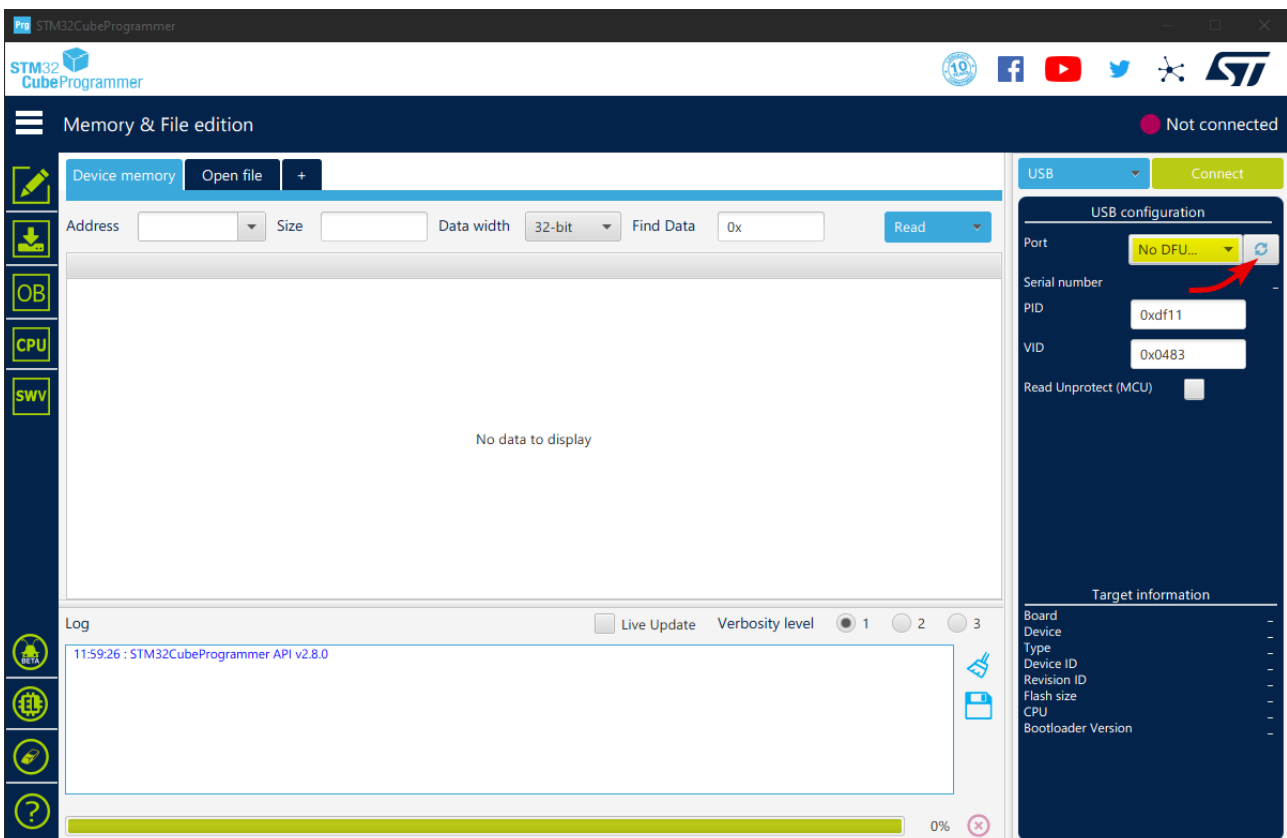 Prg STM32CubeProgrammer
STM32
CubeProgrammer
10
Memory & File edition
Not connected
Device memory Open file +
USB Connect
Address Size Data width 32-bit Find Data 0x Read
USB configuration
Port No DFU...
Serial number _
PID 0xdf11
VID 0x0483
Read Unprotect (MCU)
OB
CPU
SWV
No data to display
Target information
Board _
Device _
Type _
Device ID _
Revision ID _
Flash size _
CPU _
Bootloader Version _
Log Live Update Verbosity level 1 2 3
11:59:26 : STM32CubeProgrammer API v2.8.0
BETA
EL
?
0%